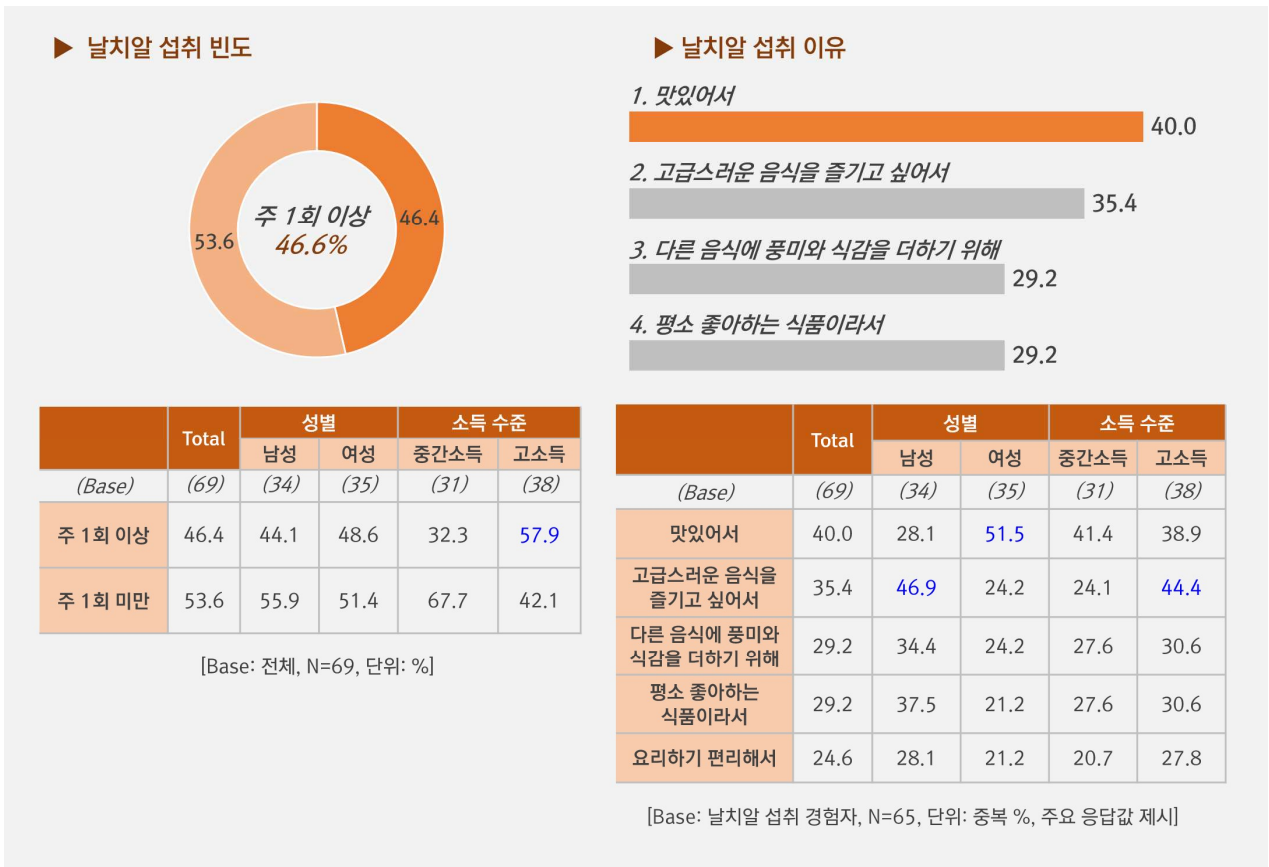 ▶ 날치알 섭취 빈도
53.6
주 1회 이상
46.6%
46.4
Total 성별 소득 수준
남성 여성 중간소득 고소득
(Base) (69) (34) (35) (31) (38)
주 1회 이상 46.4 44.1 48.6 32.3 57.9
주 1회 미만 53.6 55.9 51.4 67.7 42.1
[Base: 전체, N=69, 단위: %]
▶ 날치알 섭취 이유
1. 맛있어서
40.0
2. 고급스러운 음식을 즐기고 싶어서
35.4
3. 다른 음식에 풍미와 식감을 더하기 위해
29.2
4. 평소 좋아하는 식품이라서
29.2
Total 성별 소득 수준
남성 여성 중간소득 고소득
(Base) (69) (34) (35) (31) (38)
맛있어서 40.0 28.1 51.5 41.4 38.9
고급스러운 음식을
즐기고 싶어서 35.4 46.9 24.2 24.1 44.4
다른 음식에 풍미와
식감을 더하기 위해 29.2 34.4 24.2 27.6 30.6
평소 좋아하는
식품이라서 29.2 37.5 21.2 27.6 30.6
요리하기 편리해서 24.6 28.1 21.2 20.7 27.8
[Base: 날치알 섭취 경험자, N=65, 단위: 중복 %, 주요 응답값 제시]